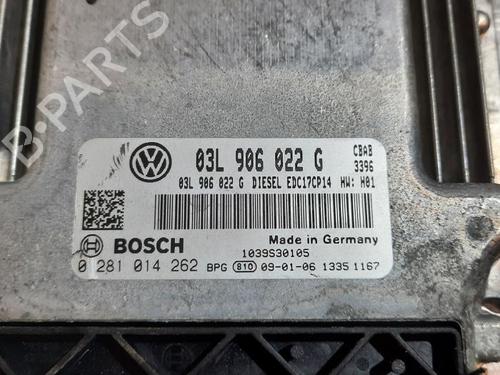 03L 906 022 G CBAB
3396
03L 906 022 G DIESEL EDC17CP14 HW: H01
BOSCH Made in Germany
1039S30105
0 281 014 262 BPG 810 09-01-06 1335 1167